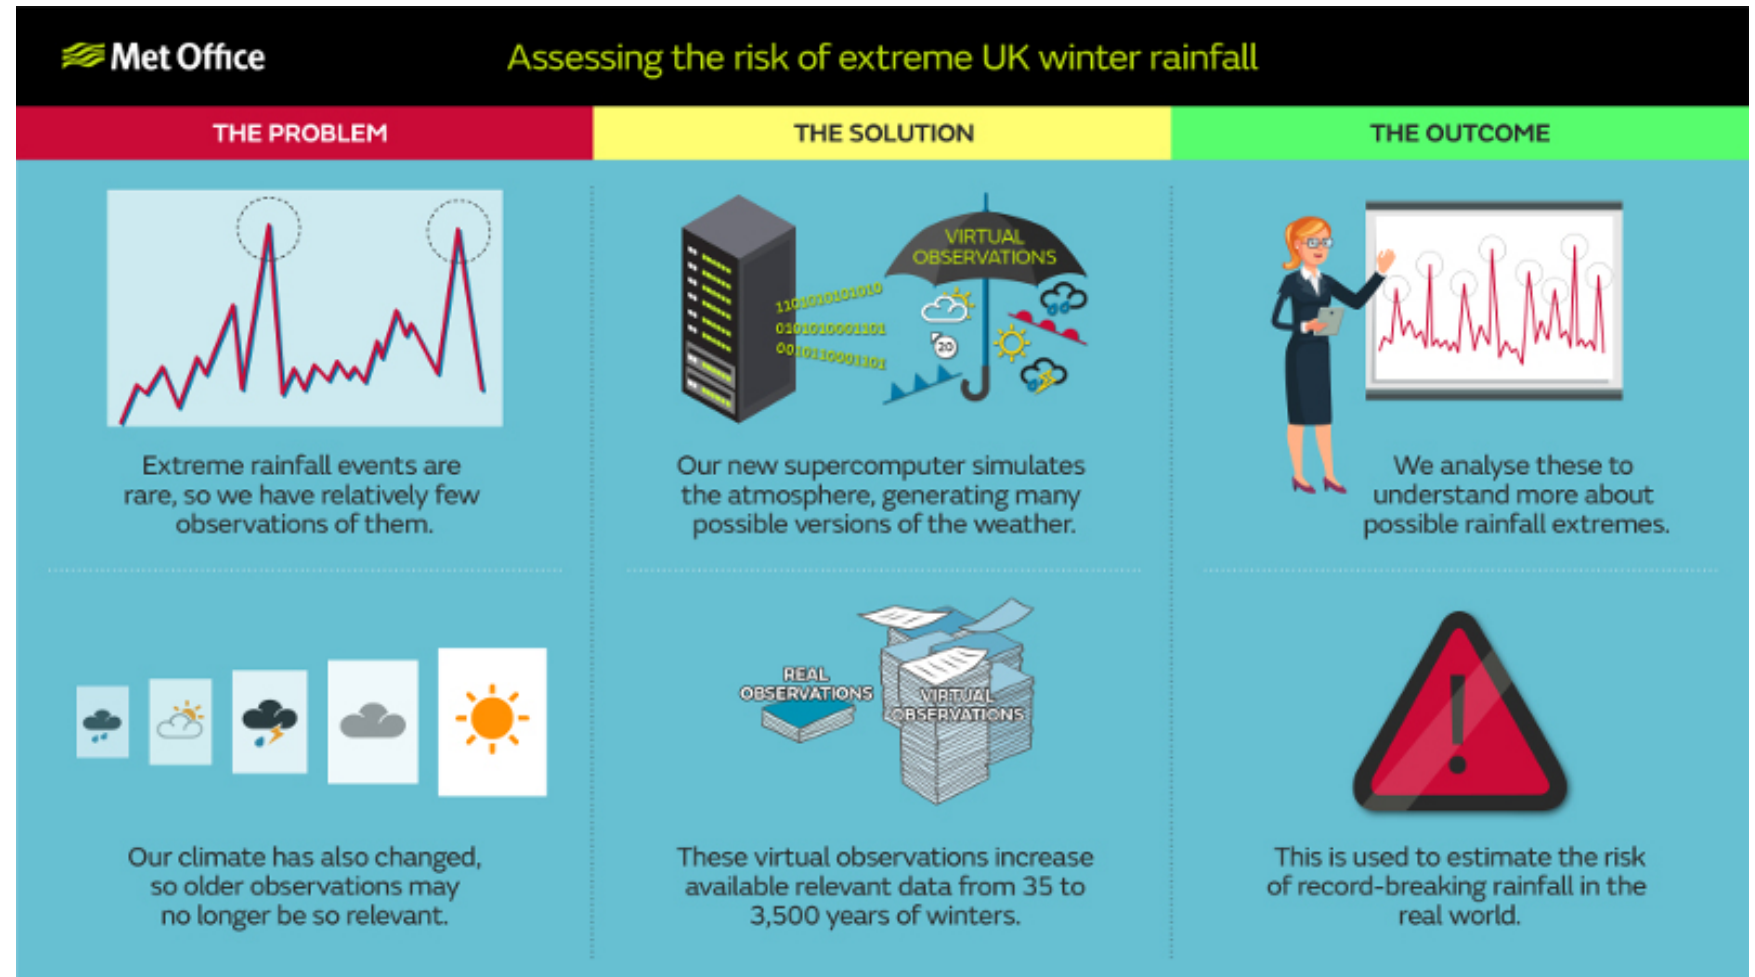 Met Office
Assessing the risk of extreme UK winter rainfall
THE PROBLEM
THE SOLUTION
THE OUTCOME
VIRTUAL
OBSERVATIONS
1101010101010
0101010001101
0010110001101
20
Extreme rainfall events are
rare, so we have relatively few
observations of them.
Our new supercomputer simulates
the atmosphere, generating many
possible versions of the weather.
We analyse these to
understand more about
possible rainfall extremes.
REAL
OBSERVATIONS
VIRTUAL
OBSERVATIONS
!
Our climate has also changed,
so older observations may
no longer be so relevant.
These virtual observations increase
available relevant data from 35 to
3,500 years of winters.
This is used to estimate the risk
of record-breaking rainfall in the
real world.